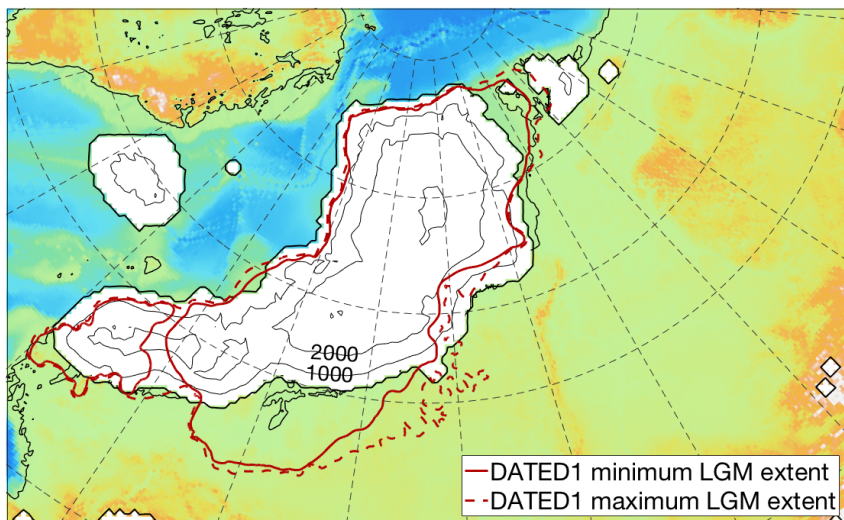 2000
1000
DATED1 minimum LGM extent
DATED1 maximum LGM extent